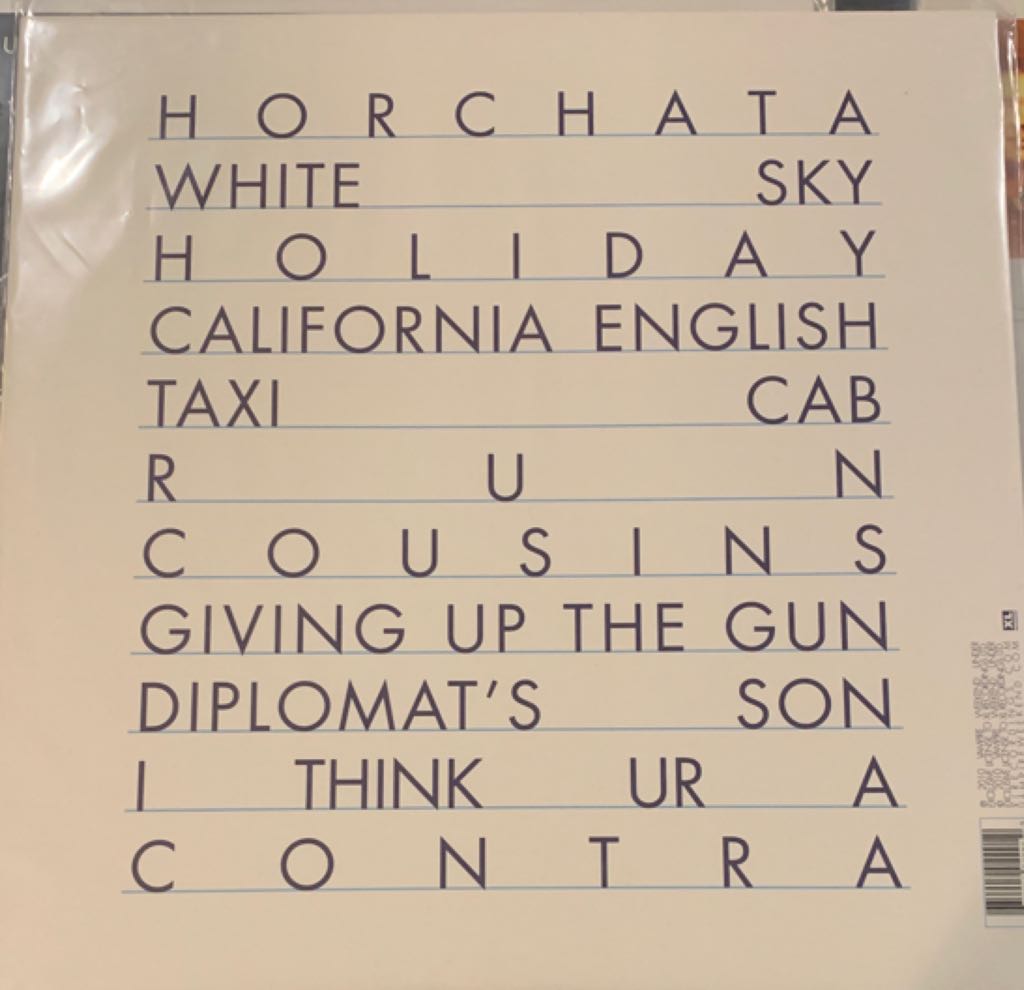 HORCHATA
WHITE SKY
HOLIDAY
CALIFORNIA ENGLISH
TAXI CAB
RUN
COUSINS
GIVING UP THE GUN
DIPLOMAT’S SON
I THINK UR A
CONTRA
XL